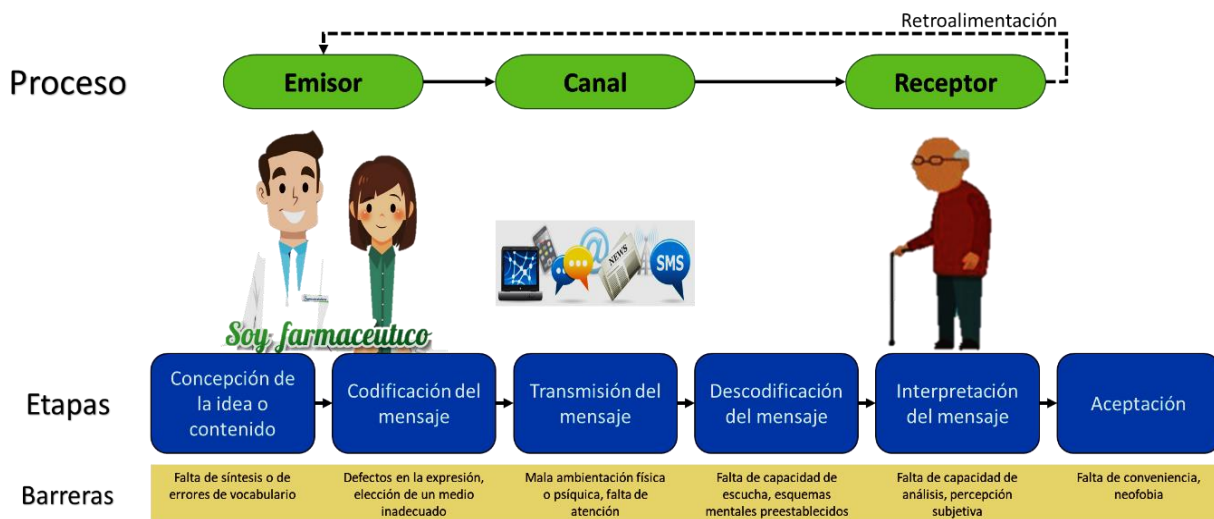 Retroalimentación
Proceso
Emisor
Canal
Receptor
NEWS
SMS
Soy farmacéutico
Etapas
Concepción de
la idea o
contenido
Codificación del
mensaje
Transmisión del
mensaje
Descodificación
del mensaje
Interpretación
del mensaje
Aceptación
Barreras
Falta de síntesis o de
errores de vocabulario
Defectos en la expresión,
elección de un medio
inadecuado
Mala ambientación física
o psíquica, falta de
atención
Falta de capacidad de
escucha, esquemas
mentales preestablecidos
Falta de capacidad de
análisis, percepción
subjetiva
Falta de conveniencia,
neofobia